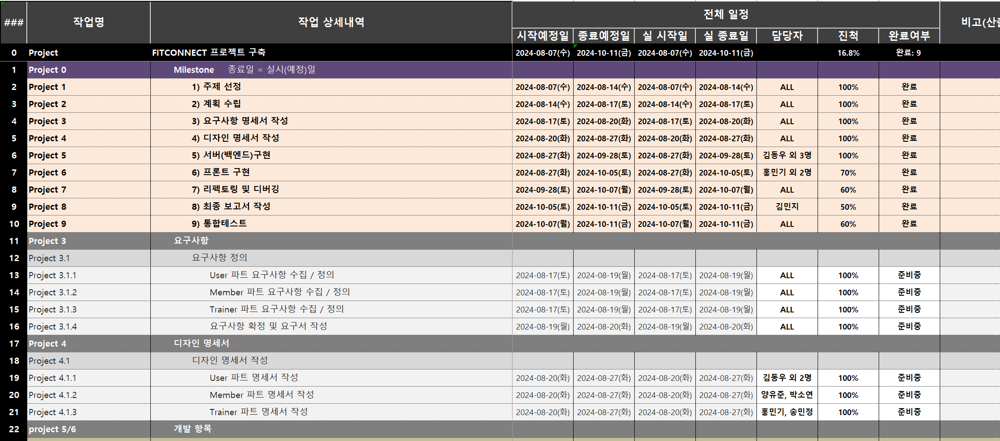 ### 작업명 작업 상세내역 전체 일정 비고(산출
시작예정일 종료예정일 실 시작일 실 종료일 담당자 진척 완료여부
0 Project FITCONNECT 프로젝트 구축 2024-08-07(수) 2024-10-11(금) 2024-08-07(수) 2024-10-11(금) 16.8% 완료: 9
1 Project 0 Milestone 종료일 = 실시(예정)일
2 Project 1 1) 주제 선정 2024-08-07(수) 2024-08-14(수) 2024-08-07(수) 2024-08-14(수) ALL 100% 완료
3 Project 2 2) 계획 수립 2024-08-14(수) 2024-08-17(토) 2024-08-14(수) 2024-08-17(토) ALL 100% 완료
4 Project 3 3) 요구사항 명세서 작성 2024-08-17(토) 2024-08-20(화) 2024-08-17(토) 2024-08-20(화) ALL 100% 완료
5 Project 4 4) 디자인 명세서 작성 2024-08-20(화) 2024-08-27(화) 2024-08-20(화) 2024-08-27(화) ALL 100% 완료
6 Project 5 5) 서버(백엔드)구현 2024-08-27(화) 2024-09-28(토) 2024-08-27(화) 2024-09-28(토) 김동우 외 3명 100% 완료
7 Project 6 6) 프론트 구현 2024-08-27(화) 2024-10-05(토) 2024-08-27(화) 2024-10-05(토) 홍민기 외 2명 70% 완료
8 Project 7 7) 리펙토링 및 디버깅 2024-09-28(토) 2024-10-07(월) 2024-09-28(토) 2024-10-07(월) ALL 60% 완료
9 Project 8 8) 최종 보고서 작성 2024-10-05(토) 2024-10-11(금) 2024-10-05(토) 2024-10-11(금) 김민지 50% 완료
10 Project 9 9) 통합테스트 2024-10-07(월) 2024-10-11(금) 2024-10-07(월) 2024-10-11(금) ALL 60% 완료
11 Project 3 요구사항
12 Project 3.1 요구사항 정의
13 Project 3.1.1 User 파트 요구사항 수집 / 정의 2024-08-17(토) 2024-08-19(월) 2024-08-17(토) 2024-08-19(월) ALL 100% 준비중
14 Project 3.1.2 Member 파트 요구사항 수집 / 정의 2024-08-17(토) 2024-08-19(월) 2024-08-17(토) 2024-08-19(월) ALL 100% 준비중
15 Project 3.1.3 Trainer 파트 요구사항 수집 / 정의 2024-08-17(토) 2024-08-19(월) 2024-08-17(토) 2024-08-19(월) ALL 100% 준비중
16 Project 3.1.4 요구사항 확정 및 요구서 작성 2024-08-19(월) 2024-08-20(화) 2024-08-19(월) 2024-08-20(화) ALL 100% 준비중
17 Project 4 디자인 명세서
18 Project 4.1 디자인 명세서 작성
19 Project 4.1.1 User 파트 명세서 작성 2024-08-20(화) 2024-08-27(화) 2024-08-20(화) 2024-08-27(화) 김동우 외 2명 100% 준비중
20 Project 4.1.2 Member 파트 명세서 작성 2024-08-20(화) 2024-08-27(화) 2024-08-20(화) 2024-08-27(화) 양유준, 박소연 100% 준비중
21 Project 4.1.3 Trainer 파트 명세서 작성 2024-08-20(화) 2024-08-27(화) 2024-08-20(화) 2024-08-27(화) 홍민기, 송민정 100% 준비중
22 project 5/6 개발 항목